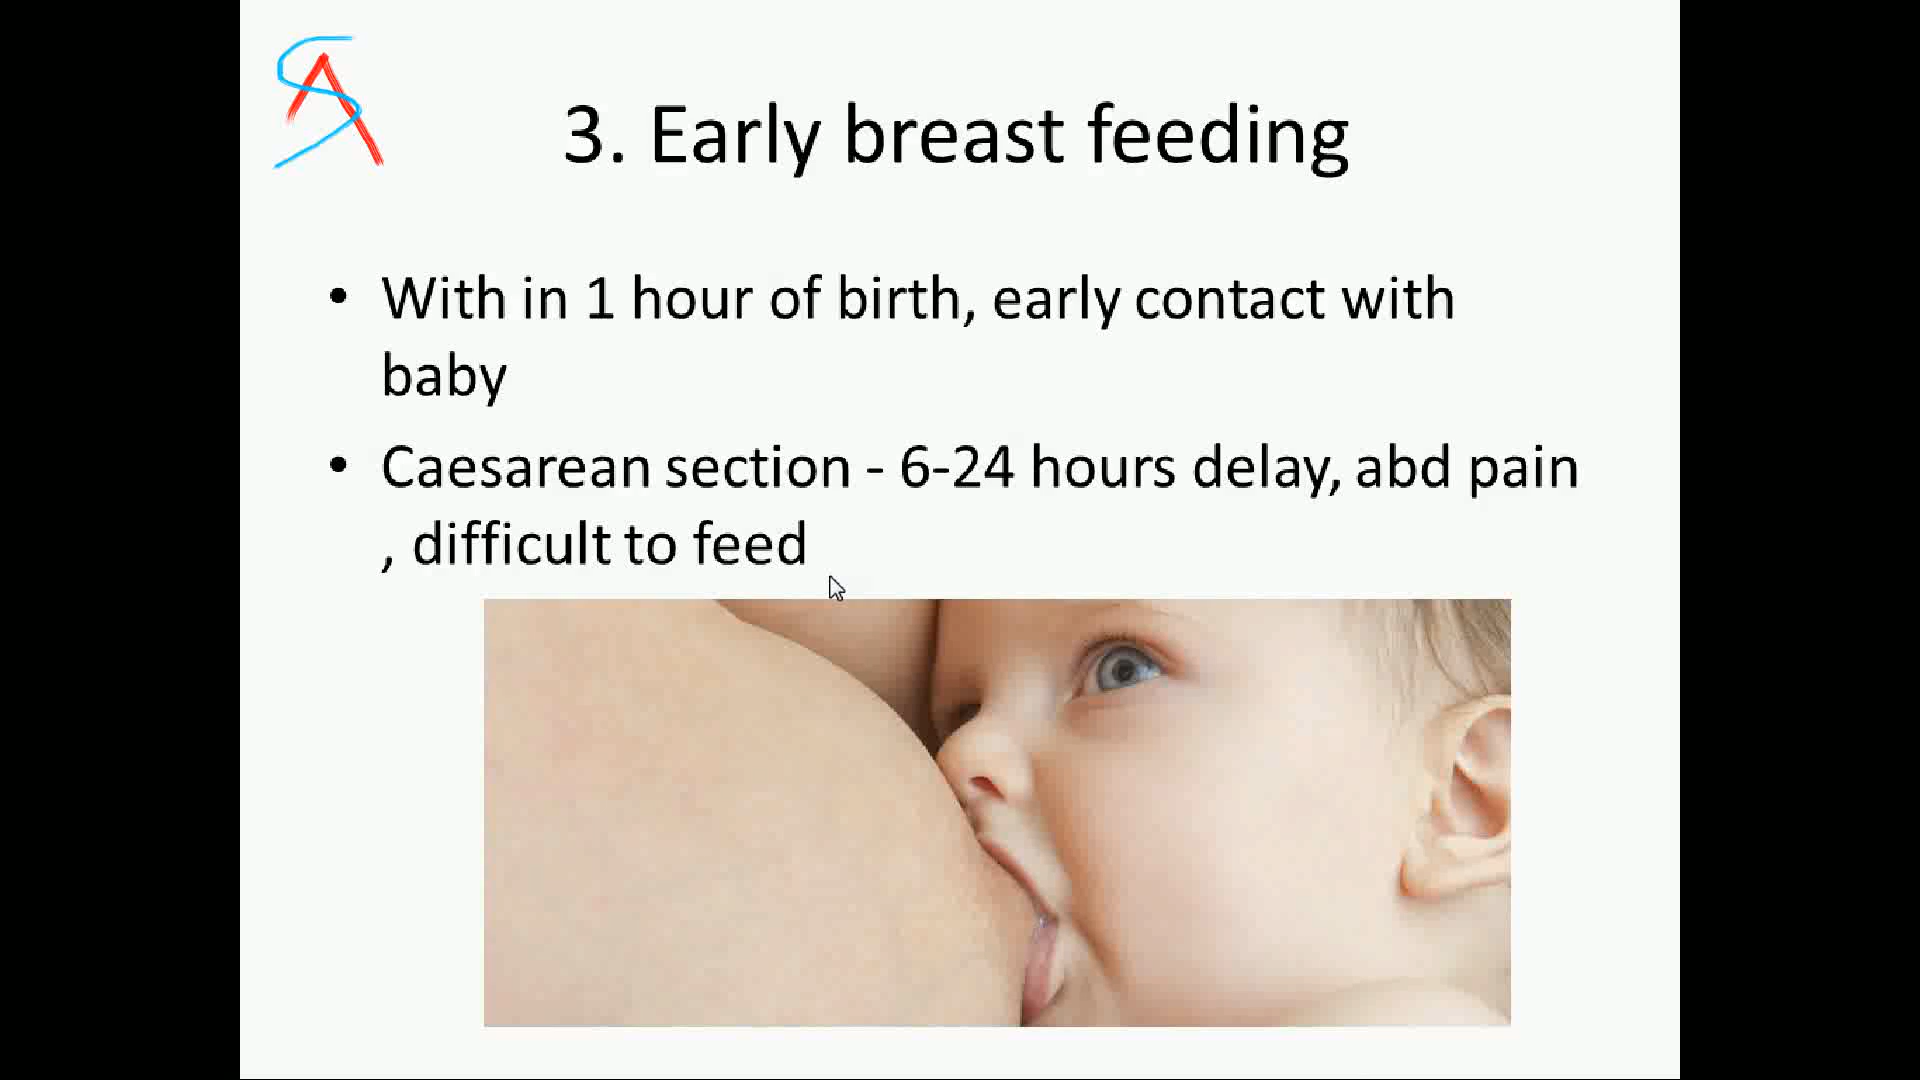 SA
3. Early breast feeding
• With in 1 hour of birth, early contact with
baby
• Caesarean section - 6-24 hours delay, abd pain
, difficult to feed